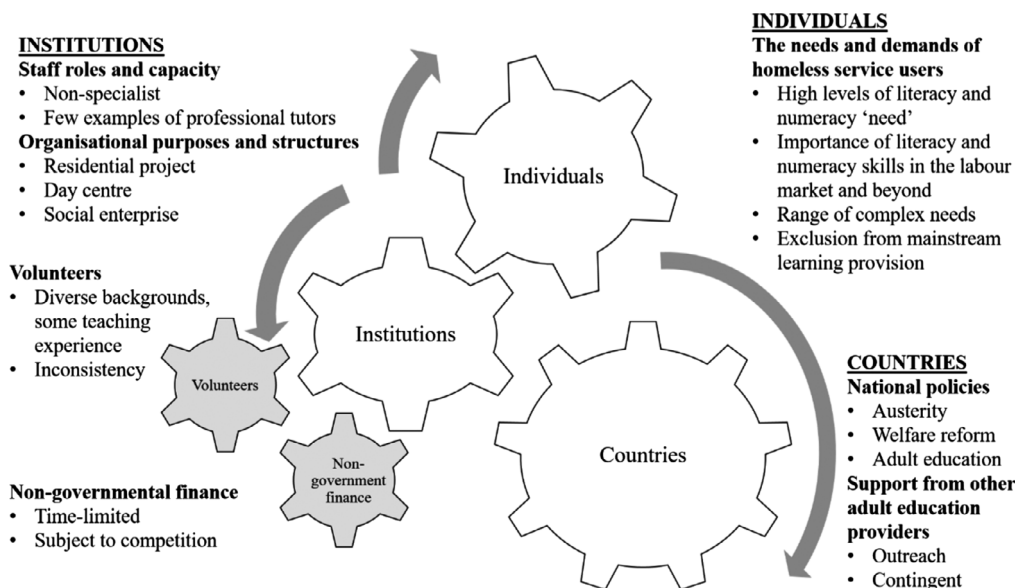 INSTITUTIONS
Staff roles and capacity
• Non-specialist
• Few examples of professional tutors
Organisational purposes and structures
• Residential project
• Day centre
• Social enterprise
Volunteers
• Diverse backgrounds,
some teaching
experience
• Inconsistency
Non-governmental finance
• Time-limited
• Subject to competition
Individuals
Institutions
Volunteers
Non-
government
finance
Countries
INDIVIDUALS
The needs and demands of
homeless service users
• High levels of literacy and
numeracy ‘need’
• Importance of literacy and
numeracy skills in the labour
market and beyond
• Range of complex needs
• Exclusion from mainstream
learning provision
COUNTRIES
National policies
• Austerity
• Welfare reform
• Adult education
Support from other
adult education
providers
• Outreach
• Contingent